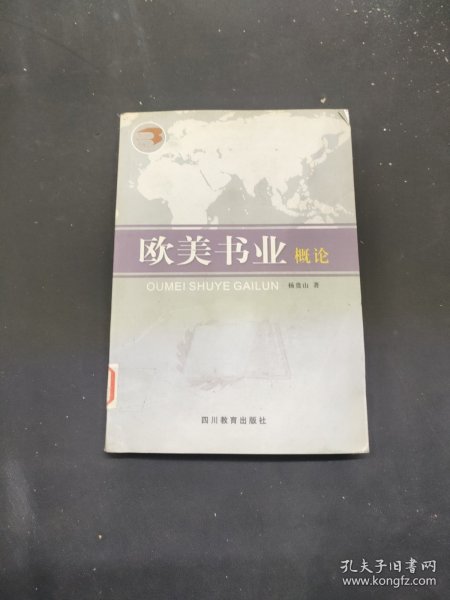 欧美书业 概论
OUMEI SHUYE GAILUN 杨贵山 著
四川教育出版社
孔夫子旧书网
www.kongfz.com